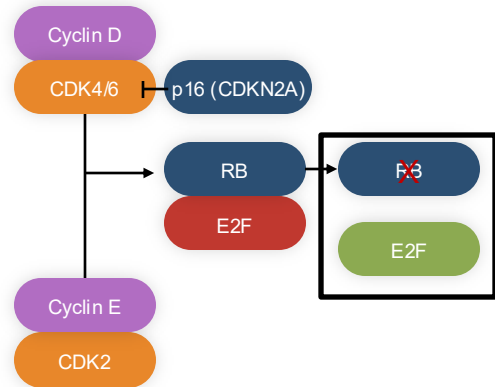 Cyclin D
CDK4/6
p16 (CDKN2A)
RB
RB
E2F
E2F
Cyclin E
CDK2